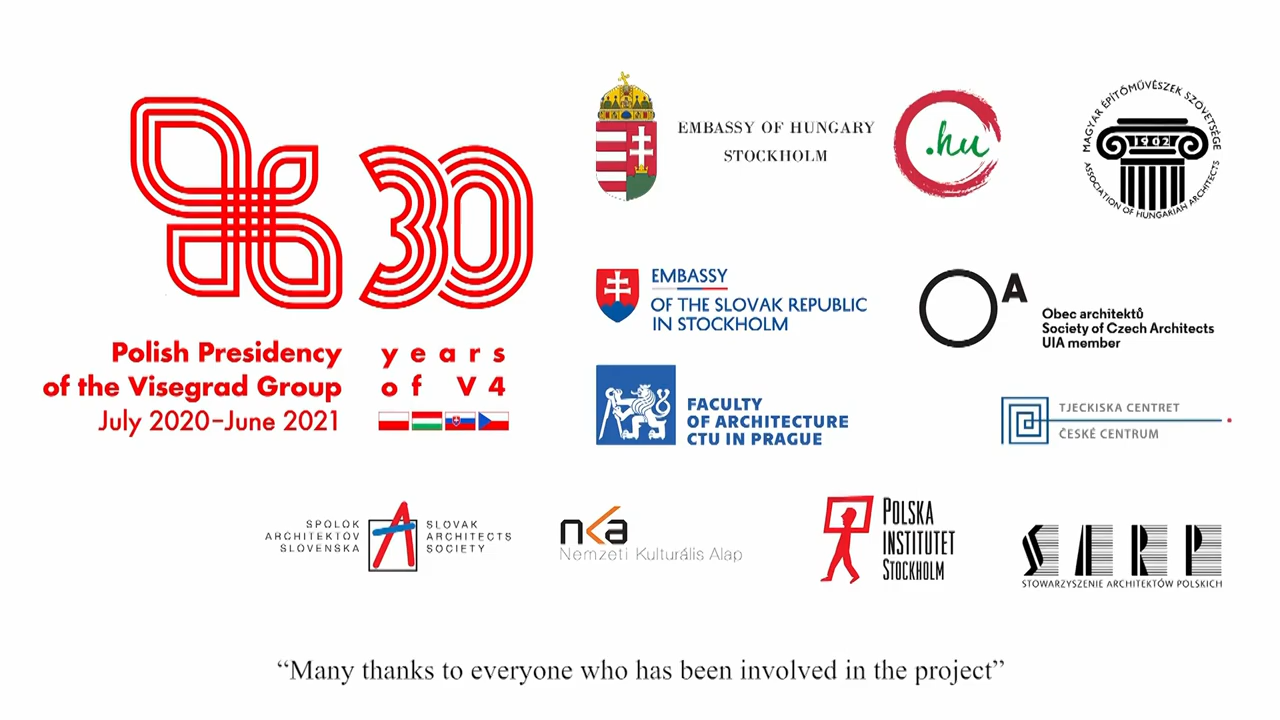 30
Polish Presidency
of the Visegrad Group
July 2020–June 2021
years
of V4
EMBASSY OF HUNGARY
STOCKHOLM
.hu
MAGYAR ÉPÍTŐMŰVÉSZEK SZÖVETSÉGE
1902
ASSOCIATION OF HUNGARIAN ARCHITECTS
EMBASSY
OF THE SLOVAK REPUBLIC
IN STOCKHOLM
OA
Obec architektů
Society of Czech Architects
UIA member
FACULTY
OF ARCHITECTURE
CTU IN PRAGUE
TJECKISKA CENTRET
ČESKÉ CENTRUM
SPOLOK
ARCHITEKTOV
SLOVENSKA
A
SLOVAK
ARCHITECTS
SOCIETY
nka
Nemzeti Kulturális Alap
POLSKA
INSTITUTET
STOCKHOLM
SARP
STOWARZYSZENIE ARCHITEKTÓW POLSKICH
“Many thanks to everyone who has been involved in the project”